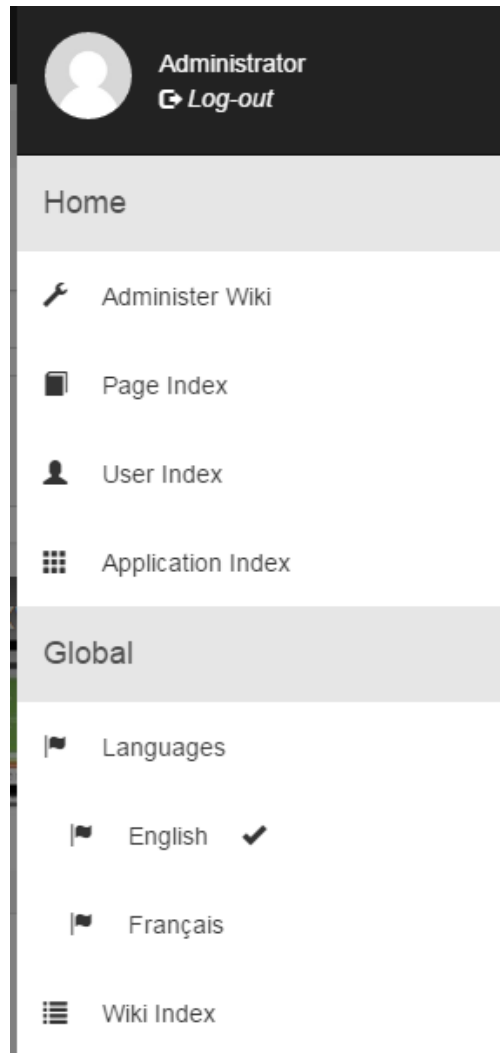 Administrator
Log-out
Home
Administer Wiki
Page Index
User Index
Application Index
Global
Languages
English
Français
Wiki Index